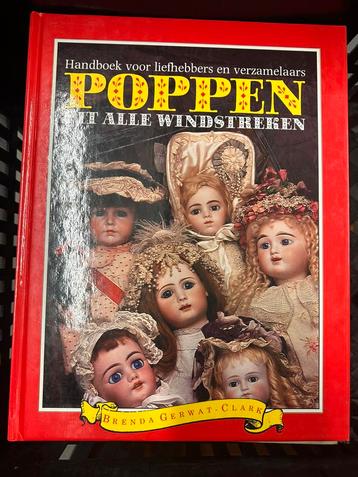 Handboek voor liefhebbers en verzamelaars
POPPEN
UIT ALLE WINDSTREKEN
BRENDA GERWAT-CLARK